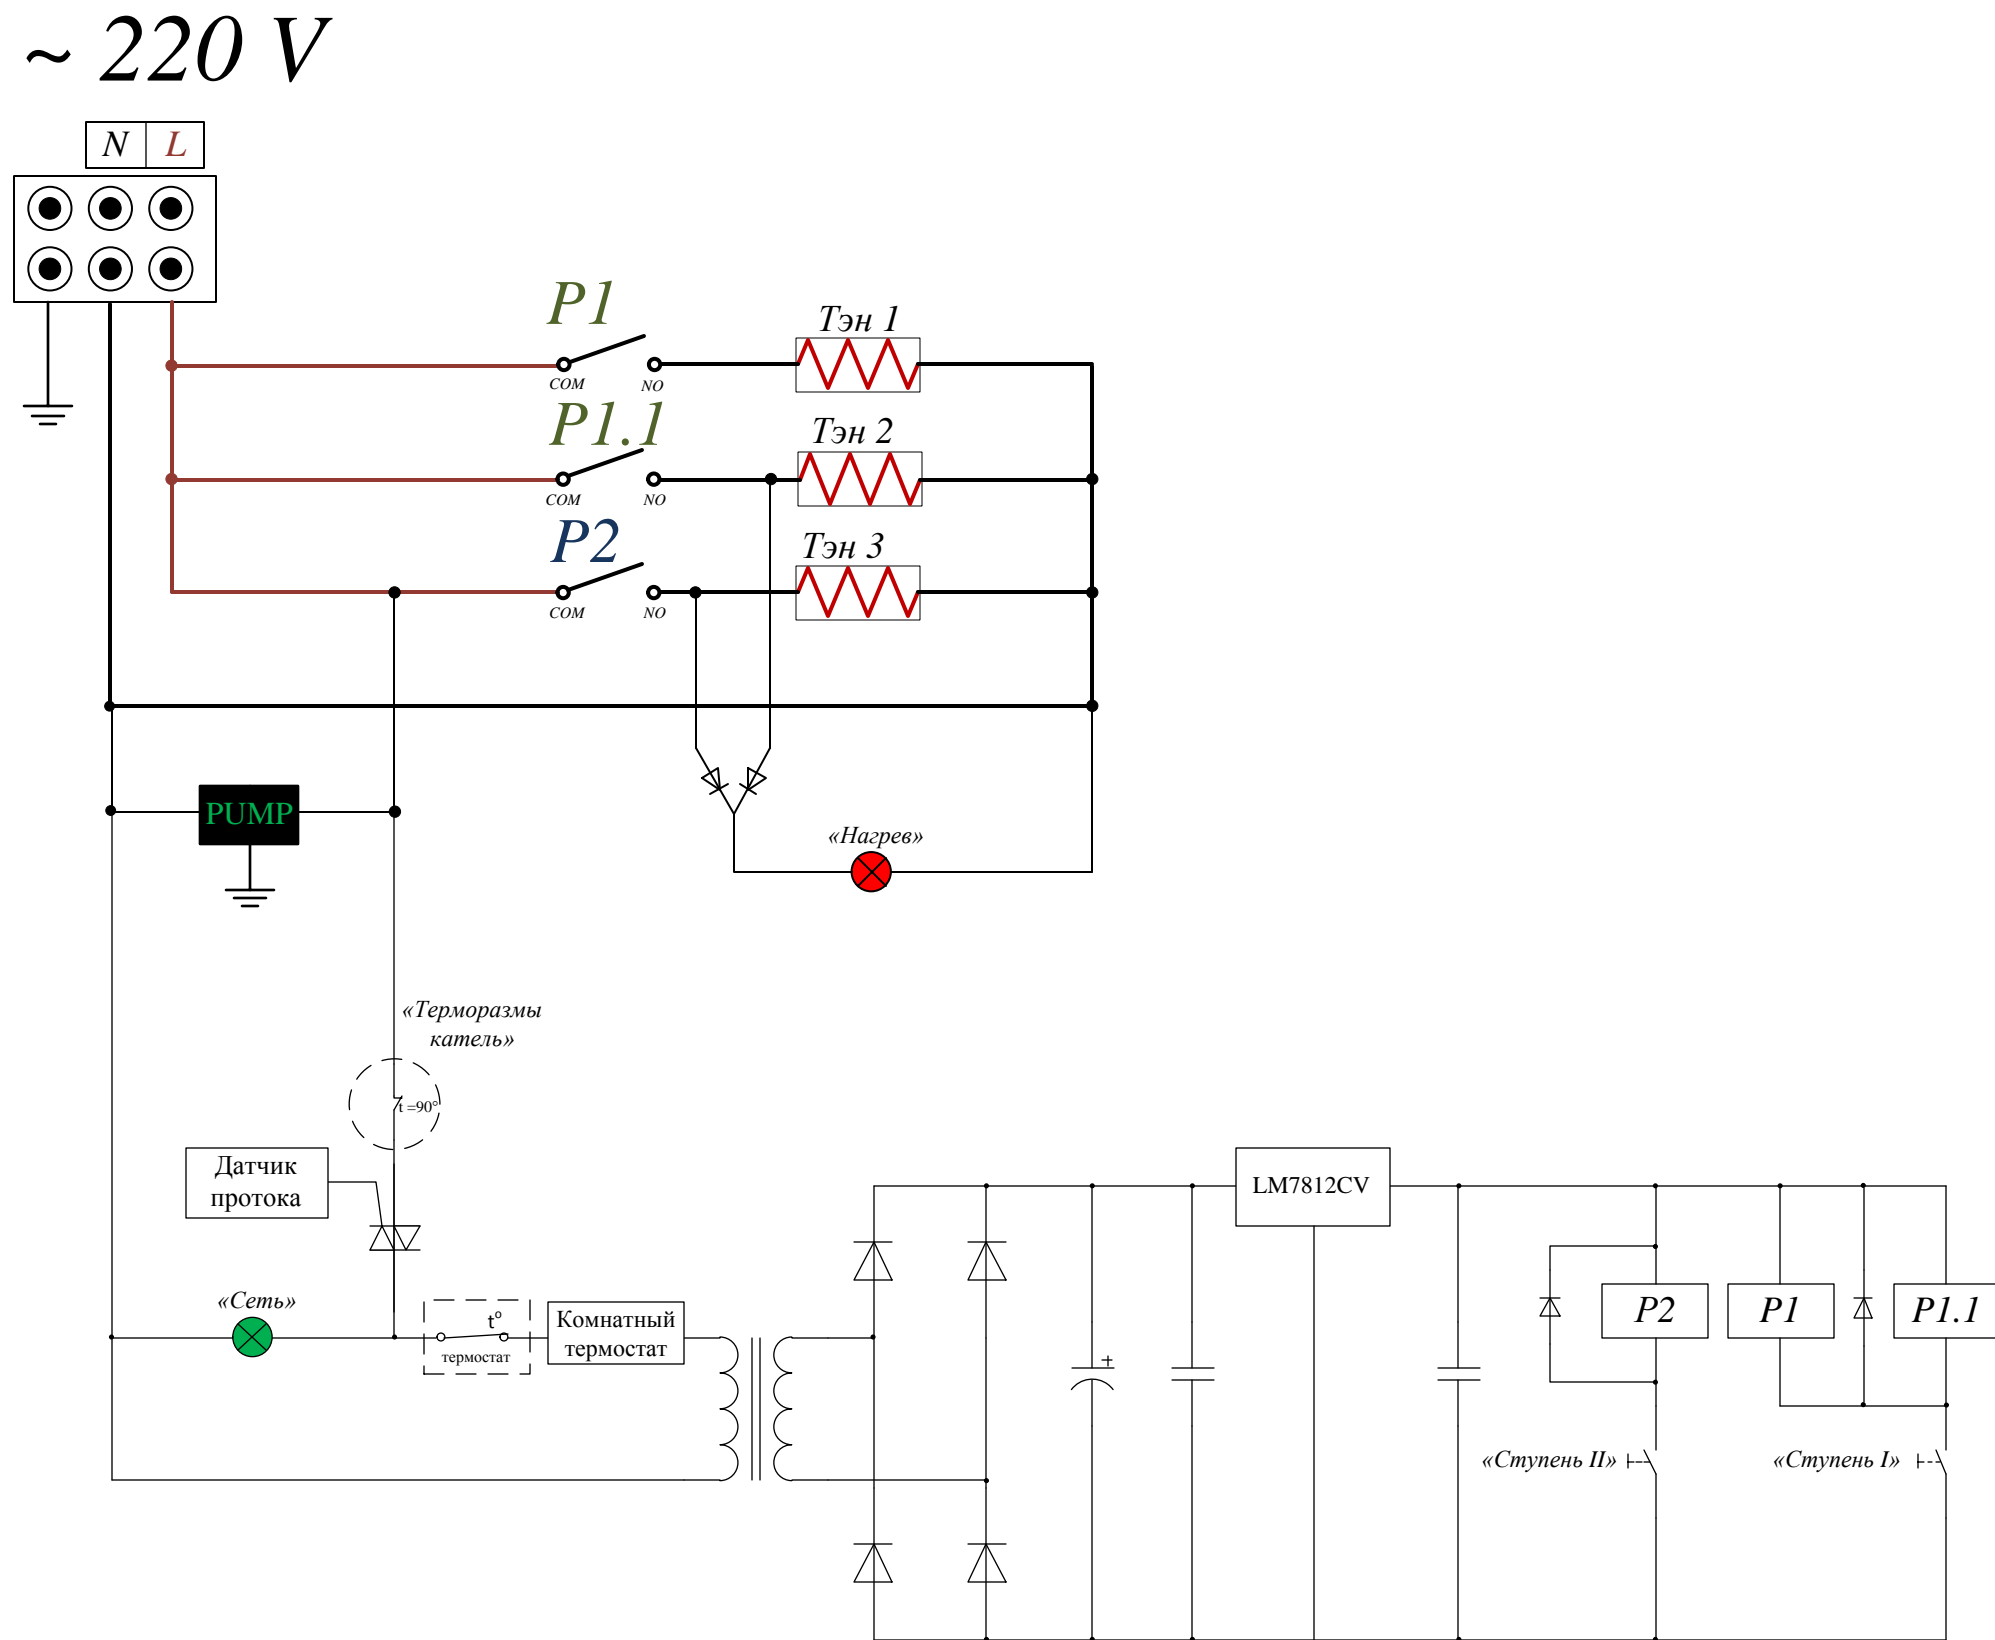 ~ 220 V
N L
P1
Тэн 1
COM
NO
P1.1
Тэн 2
COM
NO
P2
Тэн 3
COM
NO
PUMP
«Нагрев»
«Терморазмы
катель»
t =90°
Датчик
протока
LM7812CV
«Сеть»
t°
термостат
Комнатный
термостат
+
P2
P1
P1.1
«Ступень II»
«Ступень I»